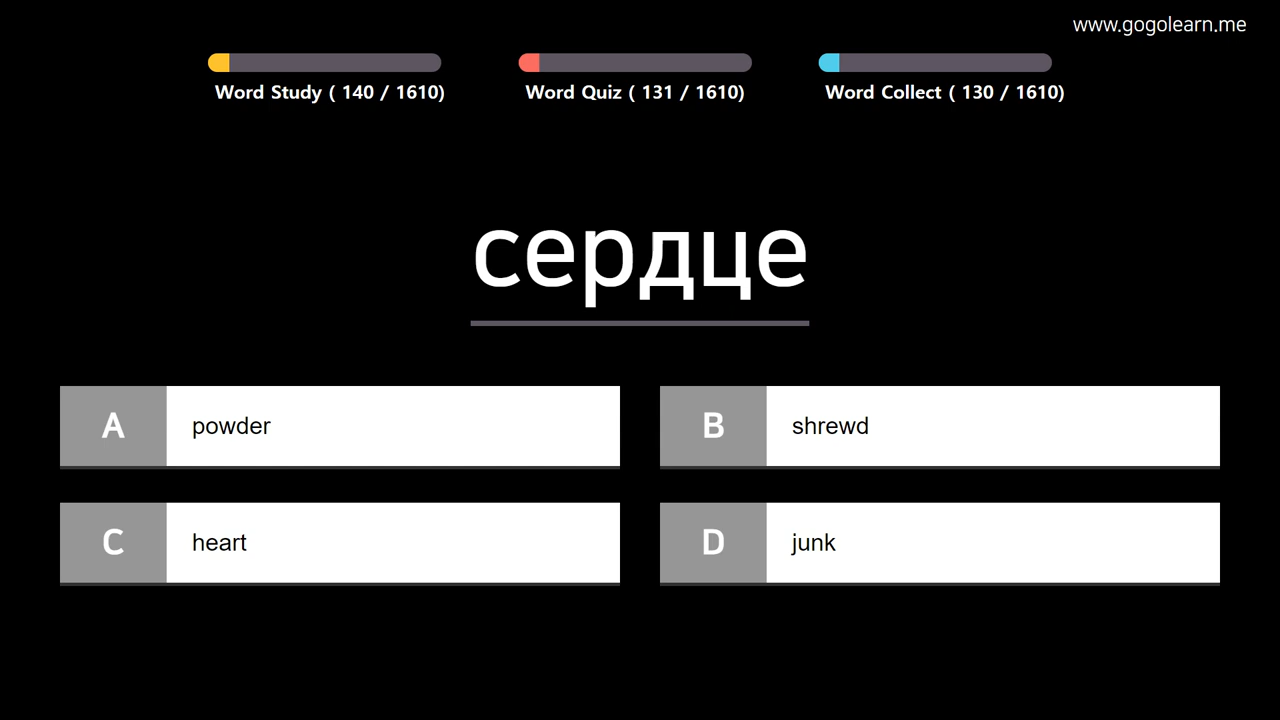 www.gogolearn.me
Word Study ( 140 / 1610)
Word Quiz ( 131 / 1610)
Word Collect ( 130 / 1610)
сердце
A powder
B shrewd
C heart
D junk